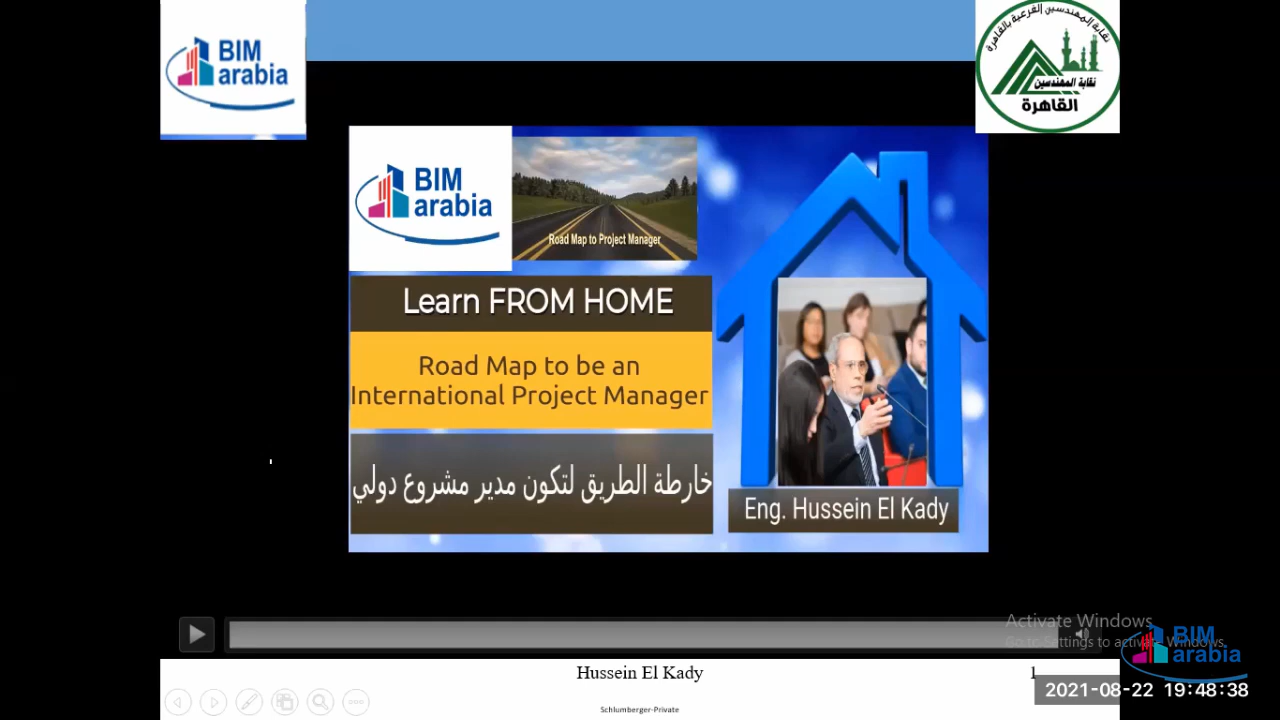 BIM
arabia
نقابة المهندسين الفرعية بالقاهرة
نقابة المهندسين
القاهرة
BIM
arabia
Road Map to Project Manager
Learn FROM HOME
Road Map to be an
International Project Manager
خارطة الطريق لتكون مدير مشروع دولي
Eng. Hussein El Kady
Activate Windows
Go to Settings to activate Windows.
BIM
arabia
Hussein El Kady
1
2021-08-22 19:48:38
Schlumberger-Private